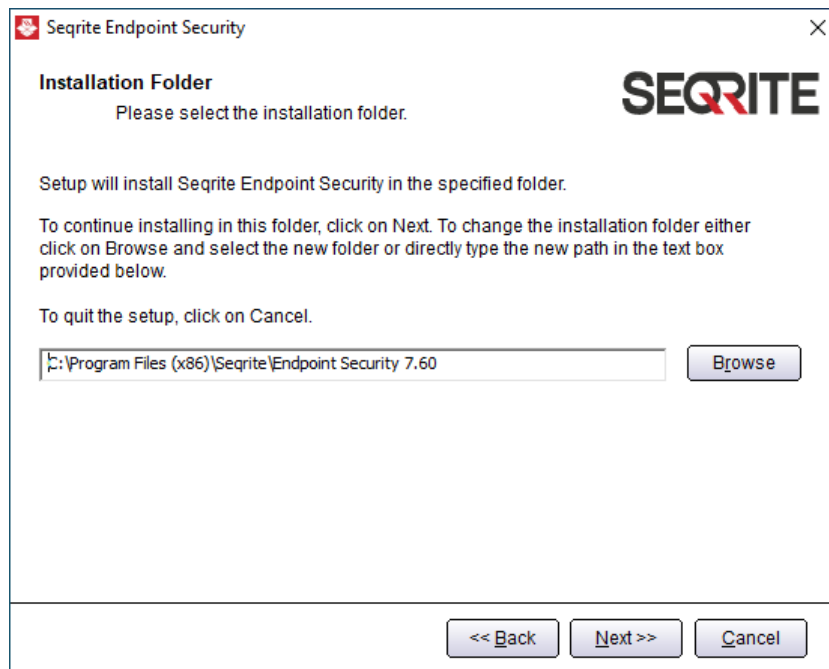 Seqrite Endpoint Security
Installation Folder
Please select the installation folder.
SEQRITE
Setup will install Seqrite Endpoint Security in the specified folder.
To continue installing in this folder, click on Next. To change the installation folder either
click on Browse and select the new folder or directly type the new path in the text box
provided below.
To quit the setup, click on Cancel.
C:\Program Files (x86)\Seqrite\Endpoint Security 7.60
Browse
<< Back
Next >>
Cancel